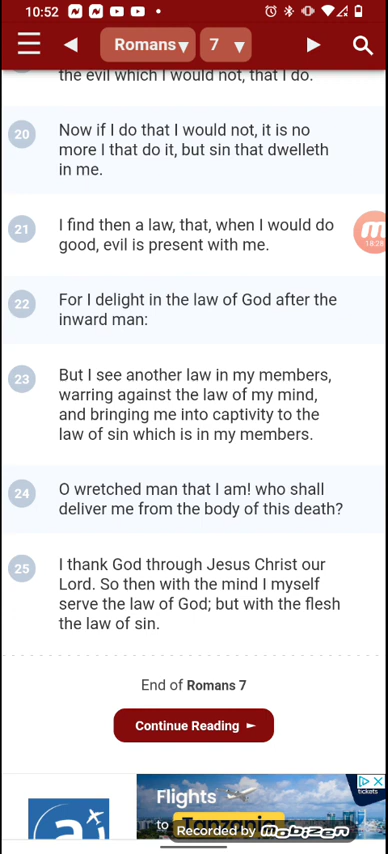 10:52
Romans
7
the evil which I would not, that I do.
20
Now if I do that I would not, it is no
more I that do it, but sin that dwelleth
in me.
21
I find then a law, that, when I would do
good, evil is present with me.
18:28
22
For I delight in the law of God after the
inward man:
23
But I see another law in my members,
warring against the law of my mind,
and bringing me into captivity to the
law of sin which is in my members.
24
O wretched man that I am! who shall
deliver me from the body of this death?
25
I thank God through Jesus Christ our
Lord. So then with the mind I myself
serve the law of God; but with the flesh
the law of sin.
End of Romans 7
Continue Reading
Flights
tickets
to Tanzania
Recorded by Mobizen